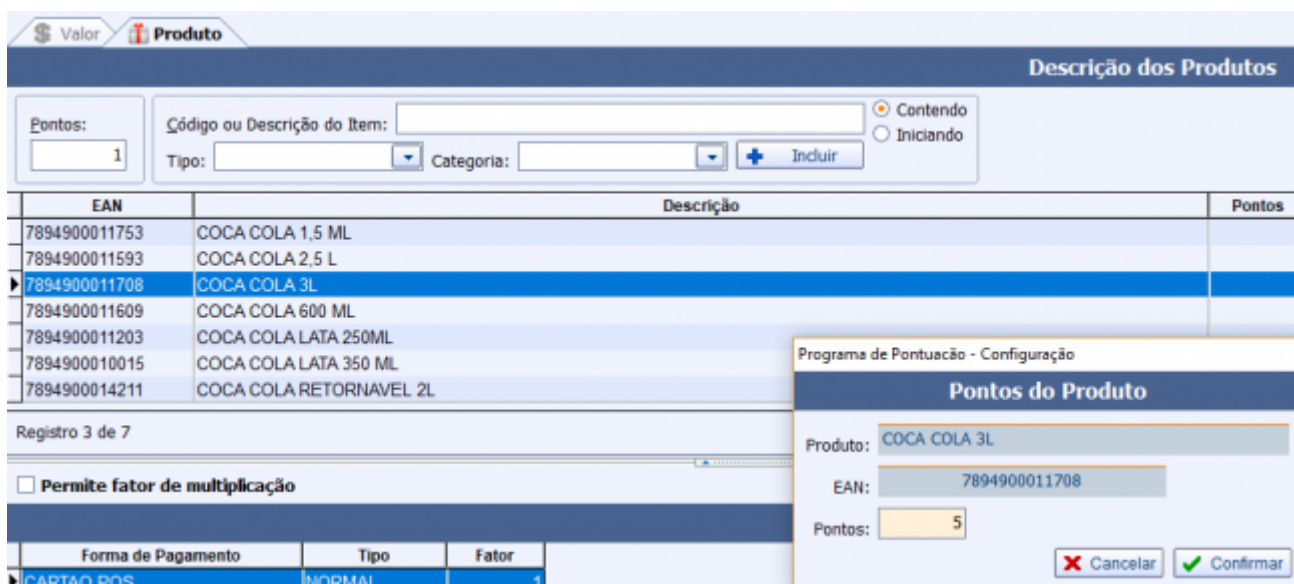 Valor Produto
Descrição dos Produtos
Pontos: Código ou Descrição do Item: Contendo
Iniciando
1 Tipo: Categoria: Incluir
EAN Descrição Pontos
7894900011753 COCA COLA 1,5 ML
7894900011593 COCA COLA 2,5 L
7894900011708 COCA COLA 3L
7894900011609 COCA COLA 600 ML
7894900011203 COCA COLA LATA 250ML
7894900010015 COCA COLA LATA 350 ML
7894900014211 COCA COLA RETORNAVEL 2L
Registro 3 de 7
Permite fator de multiplicação
Forma de Pagamento Tipo Fator
CARTAO POS NORMAL 1
Programa de Pontuacão - Configuração
Pontos do Produto
Produto: COCA COLA 3L
EAN: 7894900011708
Pontos: 5
Cancelar Confirmar